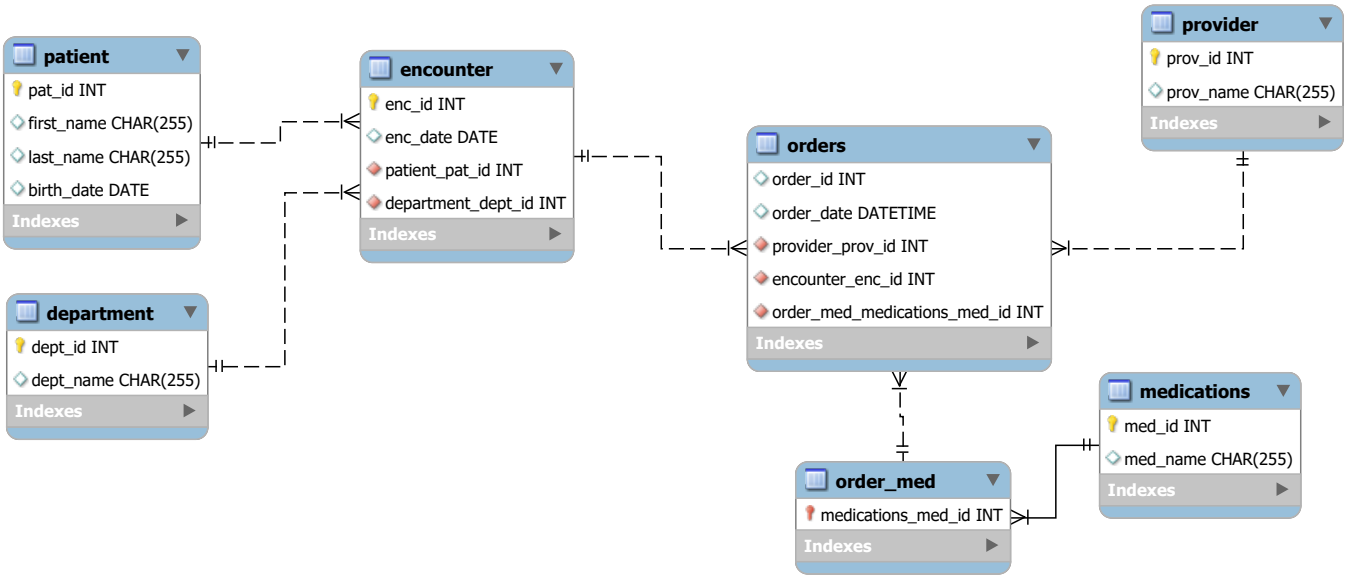 patient
pat_id INT
first_name CHAR(255)
last_name CHAR(255)
birth_date DATE
Indexes
department
dept_id INT
dept_name CHAR(255)
Indexes
encounter
enc_id INT
enc_date DATE
patient_pat_id INT
department_dept_id INT
Indexes
orders
order_id INT
order_date DATETIME
provider_prov_id INT
encounter_enc_id INT
order_med_medications_med_id INT
Indexes
provider
prov_id INT
prov_name CHAR(255)
Indexes
order_med
medications_med_id INT
Indexes
medications
med_id INT
med_name CHAR(255)
Indexes